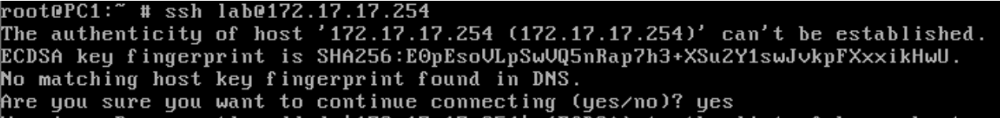 root@PC1:~ # ssh lab@172.17.17.254
The authenticity of host '172.17.17.254 (172.17.17.254)' can't be established.
ECDSA key fingerprint is SHA256:E0pEsoVLpSwVQ5nRap7h3+XSu2Y1swJvkpFXxxikHwU.
No matching host key fingerprint found in DNS.
Are you sure you want to continue connecting (yes/no)? yes